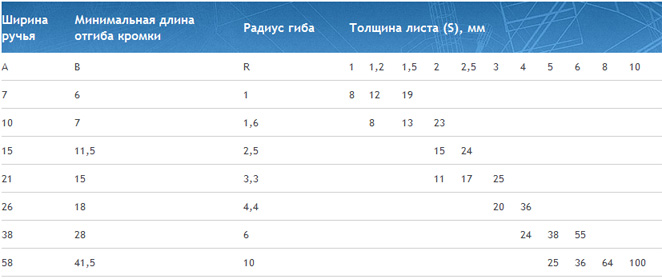 Ширина ручья Минимальная длина отгиба кромки Радиус гиба Толщина листа (S), мм
A B R 1 1,2 1,5 2 2,5 3 4 5 6 8 10
7 6 1 8 12 19
10 7 1,6 8 13 23
15 11,5 2,5 15 24
21 15 3,3 11 17 25
26 18 4,4 20 36
38 28 6 24 38 55
58 41,5 10 25 36 64 100